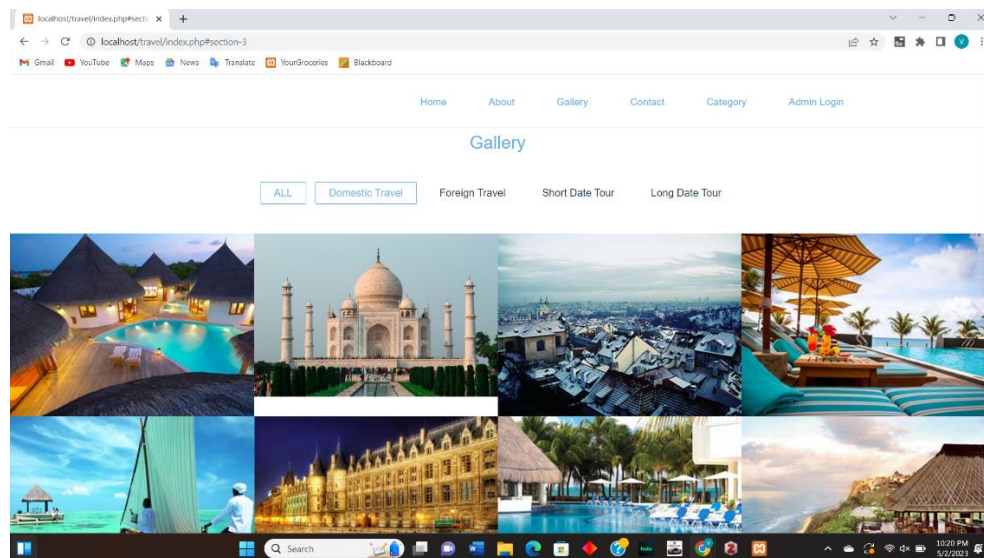 localhost/travel/index.php#sectio
localhost/travel/index.php#section-3
Gmail YouTube Maps News Translate YourGroceries Blackboard
V
Home About Gallery Contact Category Admin Login
Gallery
ALL Domestic Travel Foreign Travel Short Date Tour Long Date Tour
Search
10:20 PM
5/2/2023